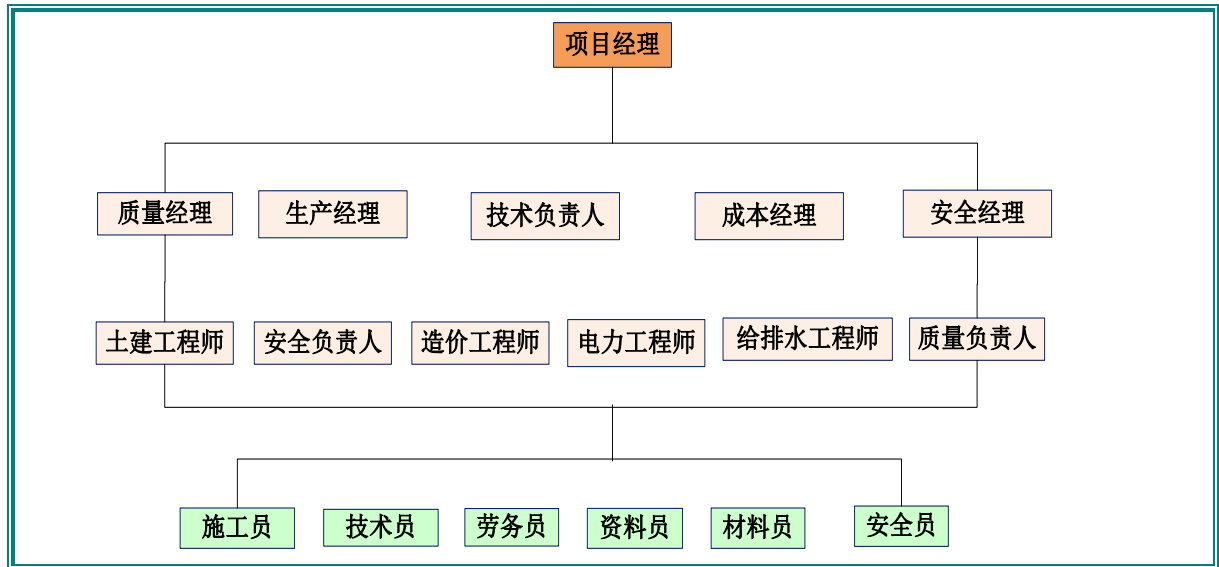 项目经理
质量经理
生产经理
技术负责人
成本经理
安全经理
土建工程师
安全负责人
造价工程师
电力工程师
给排水工程师
质量负责人
施工员
技术员
劳务员
资料员
材料员
安全员